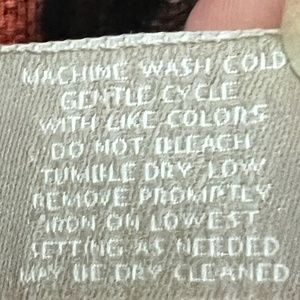 MACHINE WASH COLD
GENTLE CYCLE
WITH LIKE COLORS
DO NOT BLEACH
TUMBLE DRY LOW
REMOVE PROMPTLY
IRON ON LOWEST
SETTING AS NEEDED
MAY BE DRY CLEANED